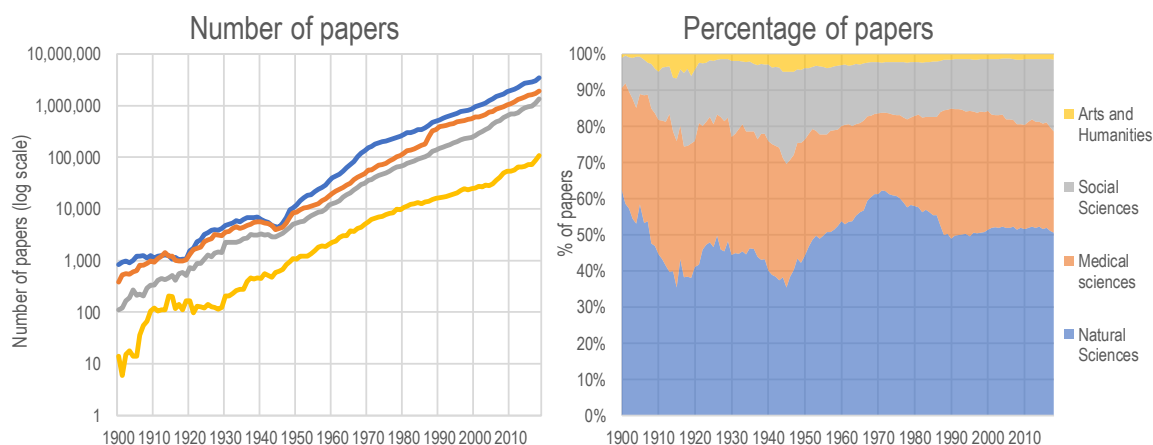 Number of papers
Number of papers (log scale)
10,000,000
1,000,000
100,000
10,000
1,000
100
10
1
1900 1910 1920 1930 1940 1950 1960 1970 1980 1990 2000 2010
Percentage of papers
% of papers
100%
90%
80%
70%
60%
50%
40%
30%
20%
10%
0%
1900 1910 1920 1930 1940 1950 1960 1970 1980 1990 2000 2010
Arts and
Humanities
Social
Sciences
Medical
sciences
Natural
Sciences